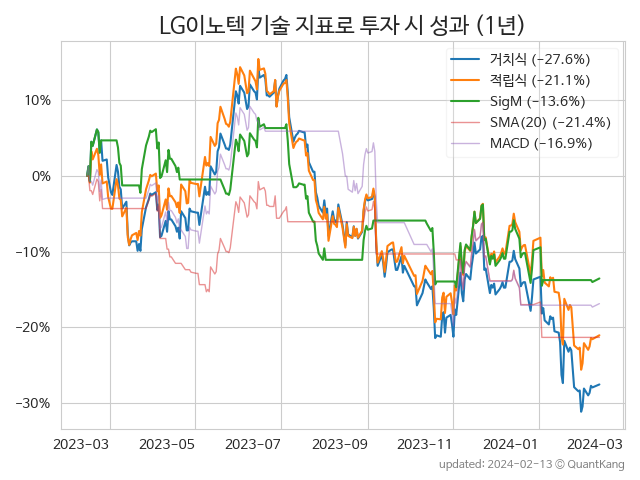 LG이노텍 기술 지표로 투자 시 성과 (1년)
거치식 (−27.6%)
적립식 (−21.1%)
SigM (−13.6%)
SMA(20) (−21.4%)
MACD (−16.9%)
10%
0%
−10%
−20%
−30%
2023-03 2023-05 2023-07 2023-09 2023-11 2024-01 2024-03
updated: 2024-02-13 © QuantKang